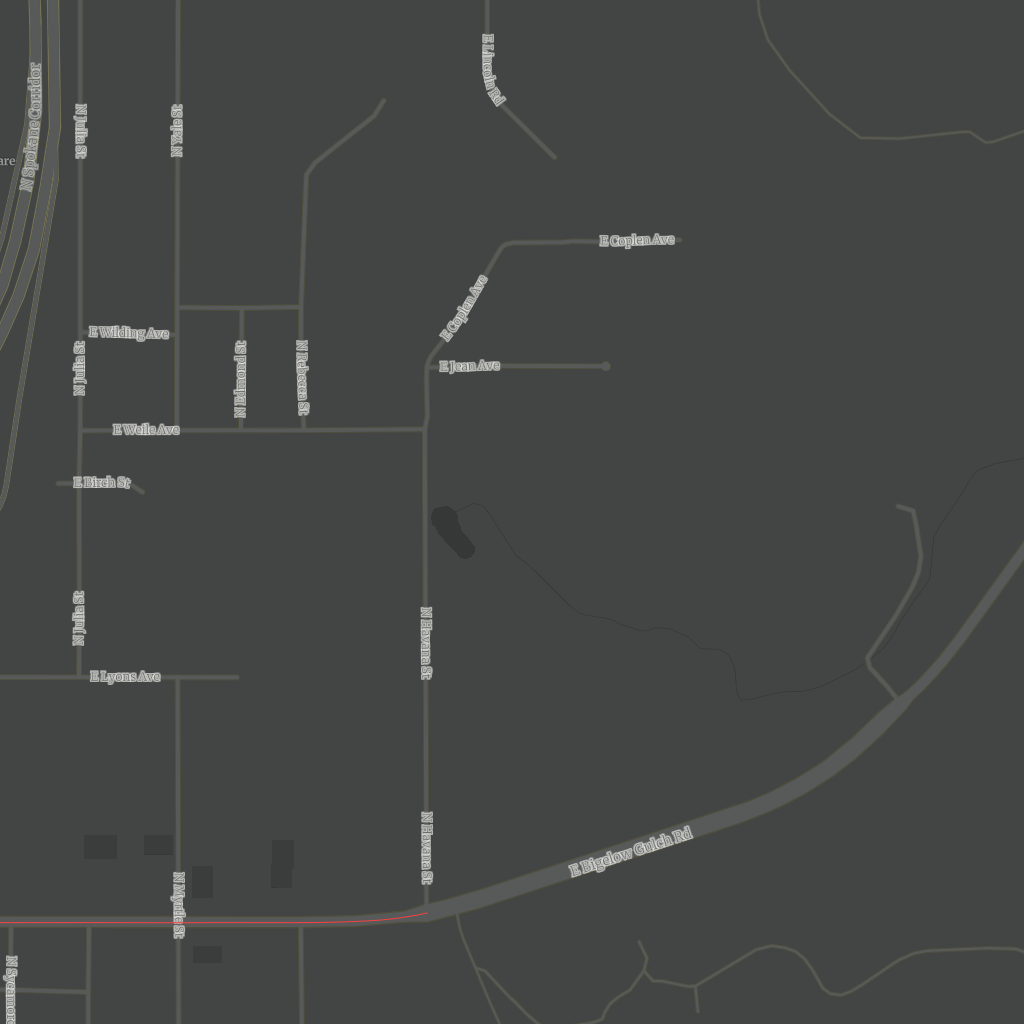 E Lincoln Rd
N Spokane Corridor
N Julia St
N Yale St
are
E Coplen Ave
E Coplen Ave
E Wilding Ave
N Julia St
N Edmond St
N Rebecca St
E Jean Ave
E Weile Ave
E Birch St
N Julia St
N Havana St
E Lyons Ave
N Havana St
E Bigelow Gulch Rd
N Myrtle St